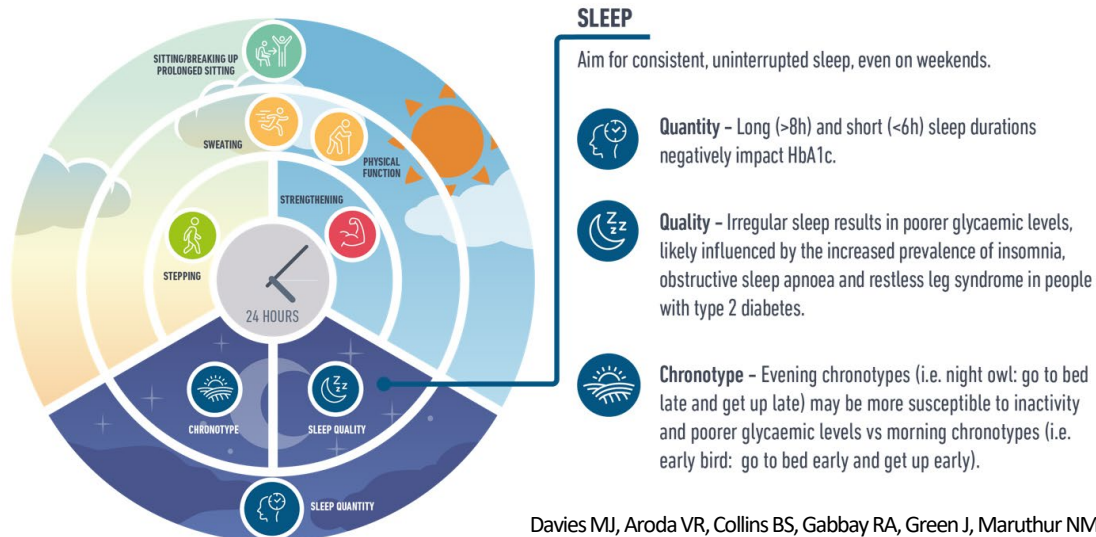 SITTING/BREAKING UP
PROLONGED SITTING
SWEATING
PHYSICAL
FUNCTION
STRENGTHENING
STEPPING
24 HOURS
CHRONOTYPE
SLEEP QUALITY
SLEEP QUANTITY
SLEEP
Aim for consistent, uninterrupted sleep, even on weekends.
Quantity – Long (>8h) and short (<6h) sleep durations
negatively impact HbA1c.
Quality – Irregular sleep results in poorer glycaemic levels,
likely influenced by the increased prevalence of insomnia,
obstructive sleep apnoea and restless leg syndrome in people
with type 2 diabetes.
Chronotype – Evening chronotypes (i.e. night owl: go to bed
late and get up late) may be more susceptible to inactivity
and poorer glycaemic levels vs morning chronotypes (i.e.
early bird: go to bed early and get up early).
Davies MJ, Aroda VR, Collins BS, Gabbay RA, Green J, Maruthur NM